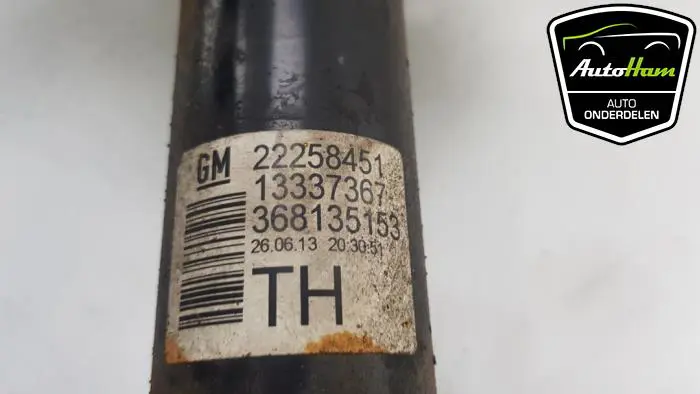 AutoHam
AUTO
ONDERDELEN
GM 22258451
13337367
368135153
26.06.13 20:30:51
TH